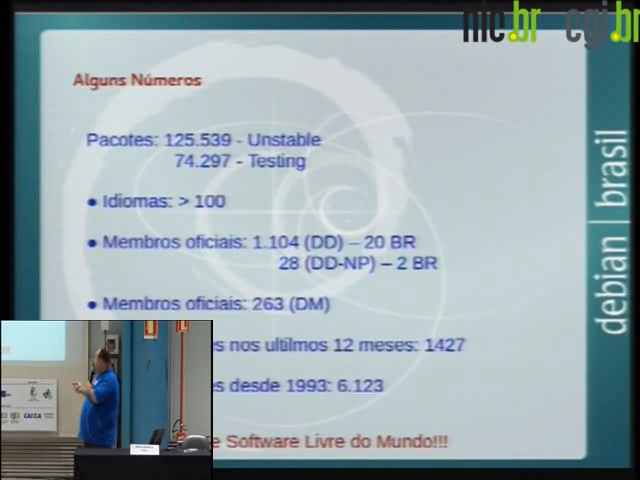 nic.br cgi.br
Alguns Números
Pacotes: 125.539 - Unstable
74.297 - Testing
• Idiomas: > 100
• Membros oficiais: 1.104 (DD) – 20 BR
28 (DD-NP) – 2 BR
• Membros oficiais: 263 (DM)
es nos ultilmos 12 meses: 1427
s desde 1993: 6.123
e Software Livre do Mundo!!!
debian | brasil
CAIXA